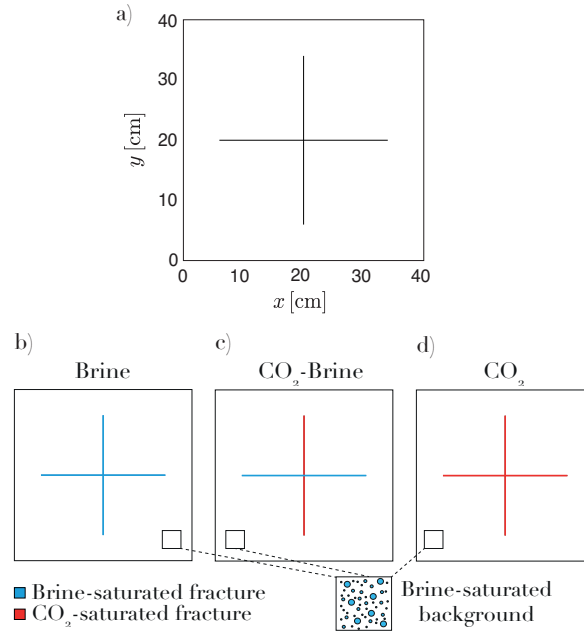 a)
40
30
20
10
0
y [cm]
0 10 20 30 40
x [cm]
b) c) d)
Brine CO₂-Brine CO₂
Brine-saturated fracture
CO₂-saturated fracture
Brine-saturated
background